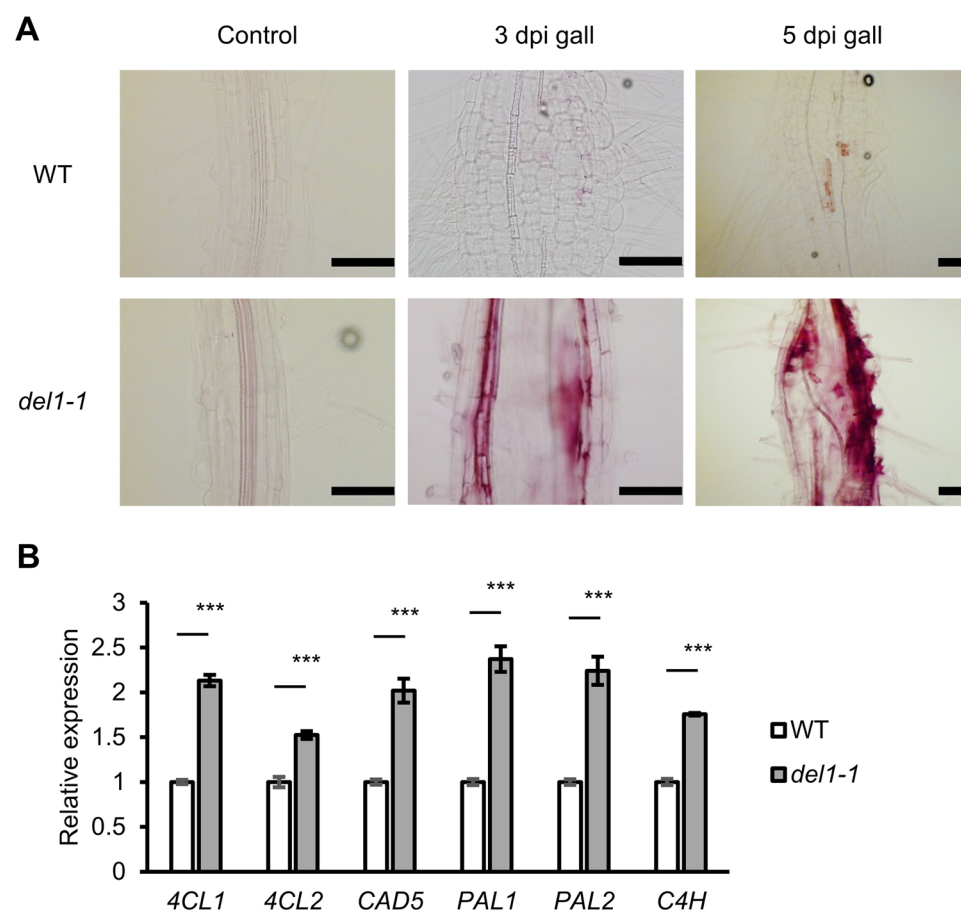 A
Control
3 dpi gall
5 dpi gall
WT
del1-1
B
Relative expression
3
2.5
2
1.5
1
0.5
0
***
***
***
***
***
***
4CL1
4CL2
CAD5
PAL1
PAL2
C4H
WT
del1-1